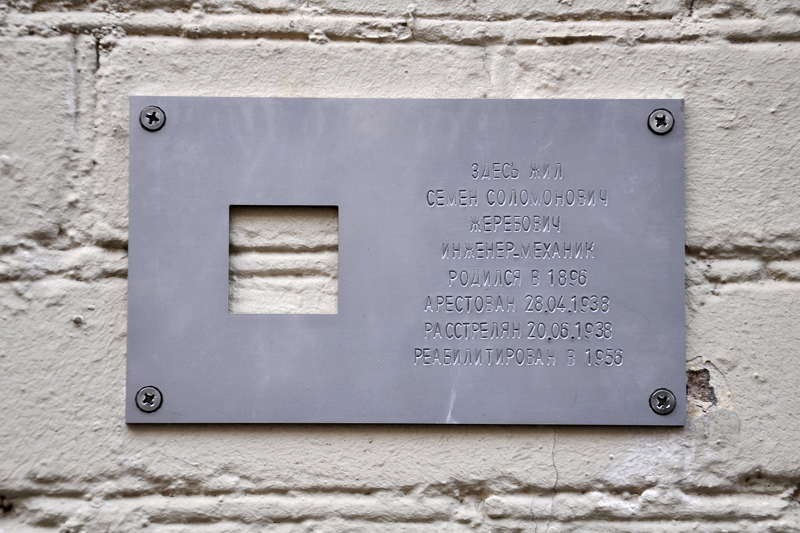 ЗДЕСЬ ЖИЛ
СЕМЕН СОЛОМОНОВИЧ
ЖЕРЕБОВИЧ
ИНЖЕНЕР-МЕХАНИК
РОДИЛСЯ В 1896
АРЕСТОВАН 28.04.1938
РАССТРЕЛЯН 20.06.1938
РЕАБИЛИТИРОВАН В 1956